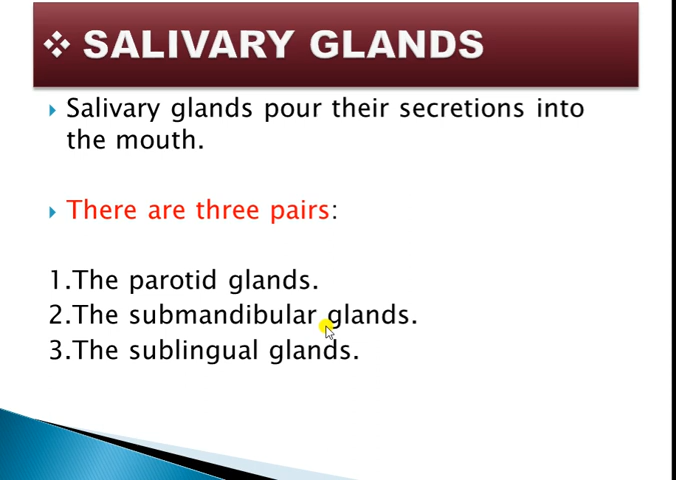 ❖ SALIVARY GLANDS
Salivary glands pour their secretions into
the mouth.
There are three pairs:
1.The parotid glands.
2.The submandibular glands.
3.The sublingual glands.